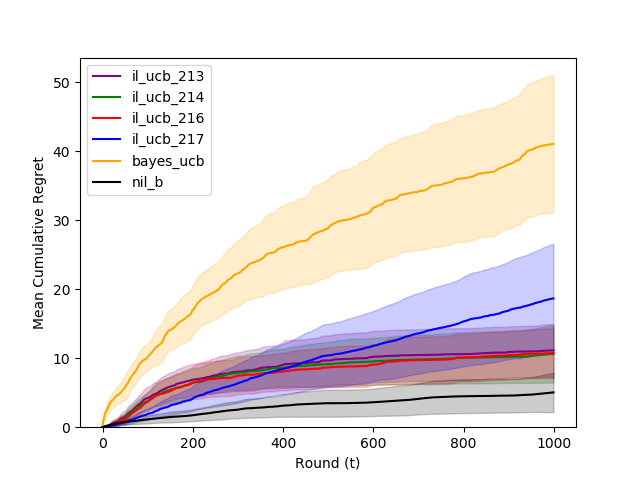 il_ucb_213
il_ucb_214
il_ucb_216
il_ucb_217
bayes_ucb
nil_b
Mean Cumulative Regret
50
40
30
20
10
0
0 200 400 600 800 1000
Round (t)